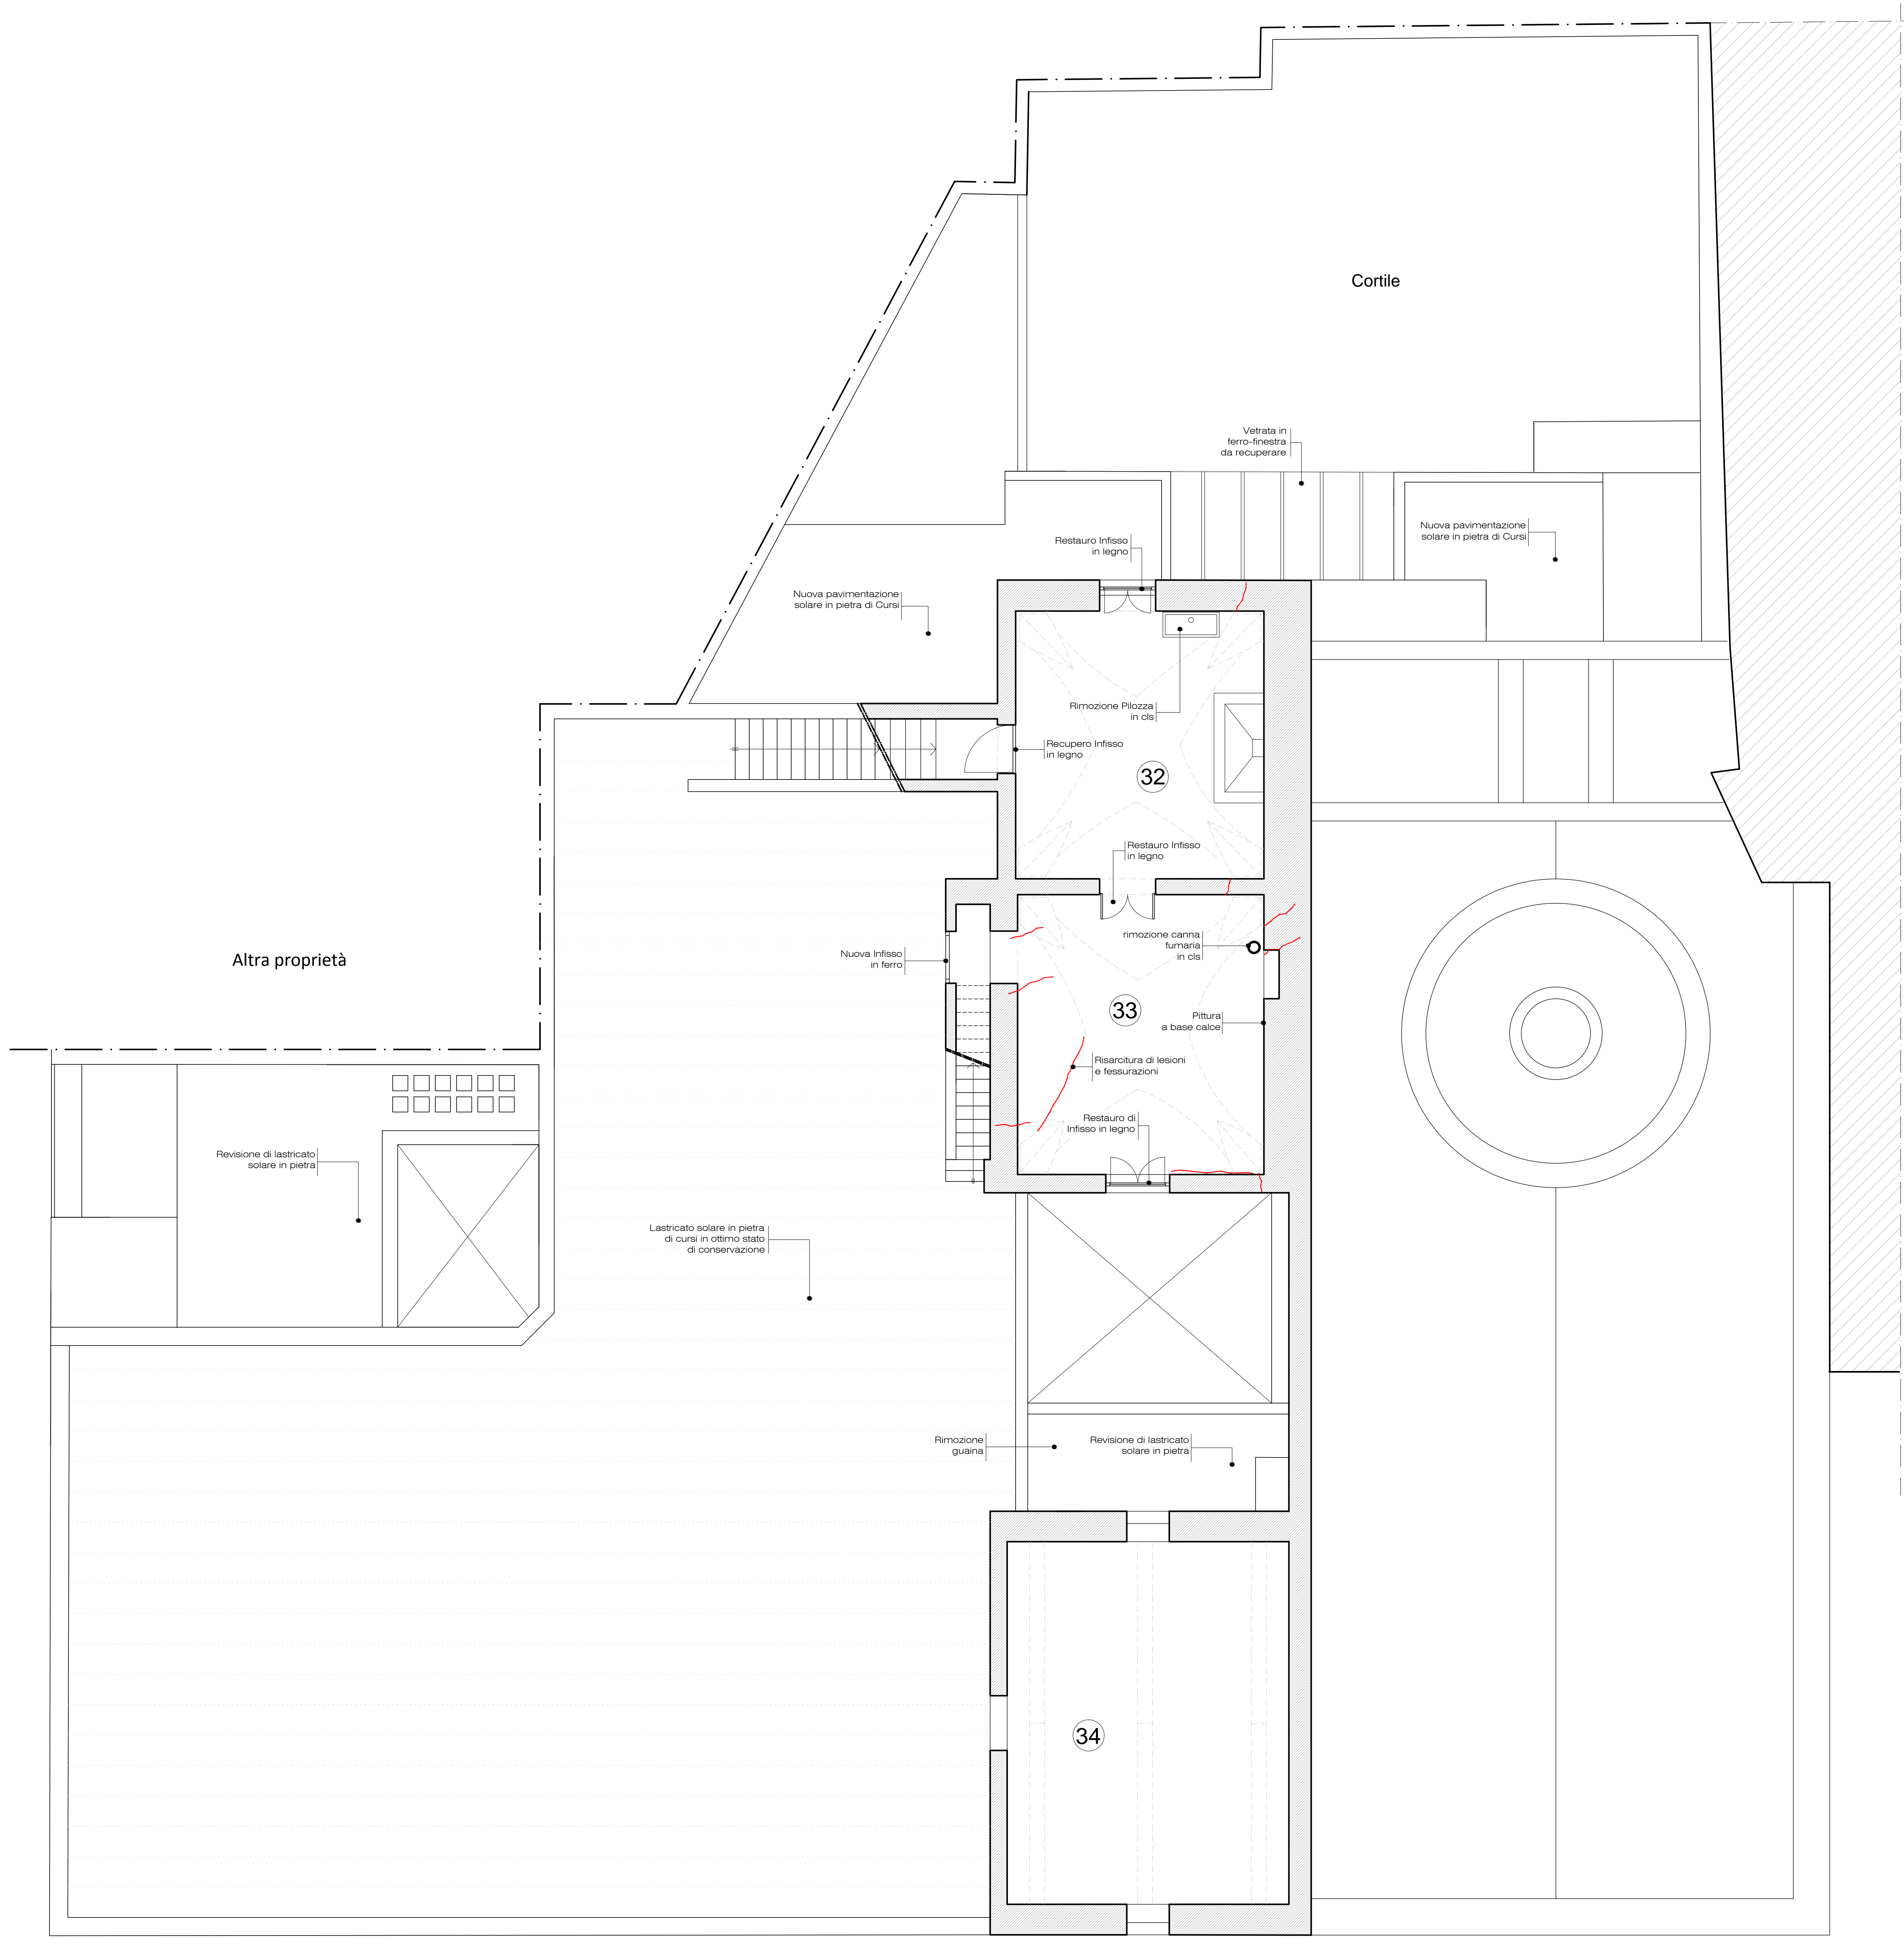 Cortile
Vetrata in
ferro-finestra
da recuperare
Nuova pavimentazione
solare in pietra di Cursi
Restauro Infisso
in legno
Nuova pavimentazione
solare in pietra di Cursi
Rimozione Pilozza
in cls
Recupero Infisso
in legno
32
Restauro Infisso
in legno
rimozione canna
fumaria
in cls
Nuovo Infisso
in ferro
Altra proprietà
33
Pittura
a base calce
Risarcitura di lesioni
e fessurazioni
Restauro di
Infisso in legno
Revisione di lastricato
solare in pietra
Lastricato solare in pietra
di cursi in ottimo stato
di conservazione
Rimozione
guaina
Revisione di lastricato
solare in pietra
34